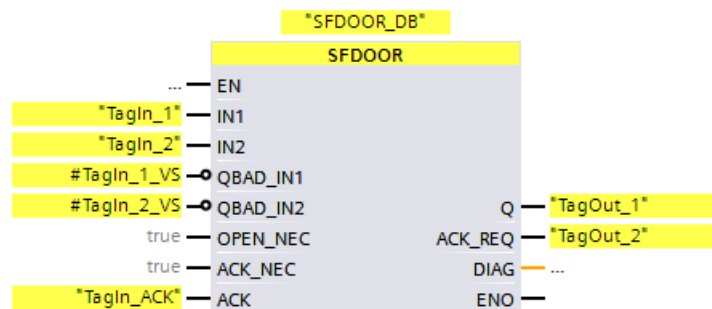 "SFDOOR_DB"
SFDOOR
... EN
"TagIn_1" IN1
"TagIn_2" IN2
#TagIn_1_VS QBAD_IN1
#TagIn_2_VS QBAD_IN2 Q "TagOut_1"
true OPEN_NEC ACK_REQ "TagOut_2"
true ACK_NEC DIAG ...
"TagIn_ACK" ACK ENO